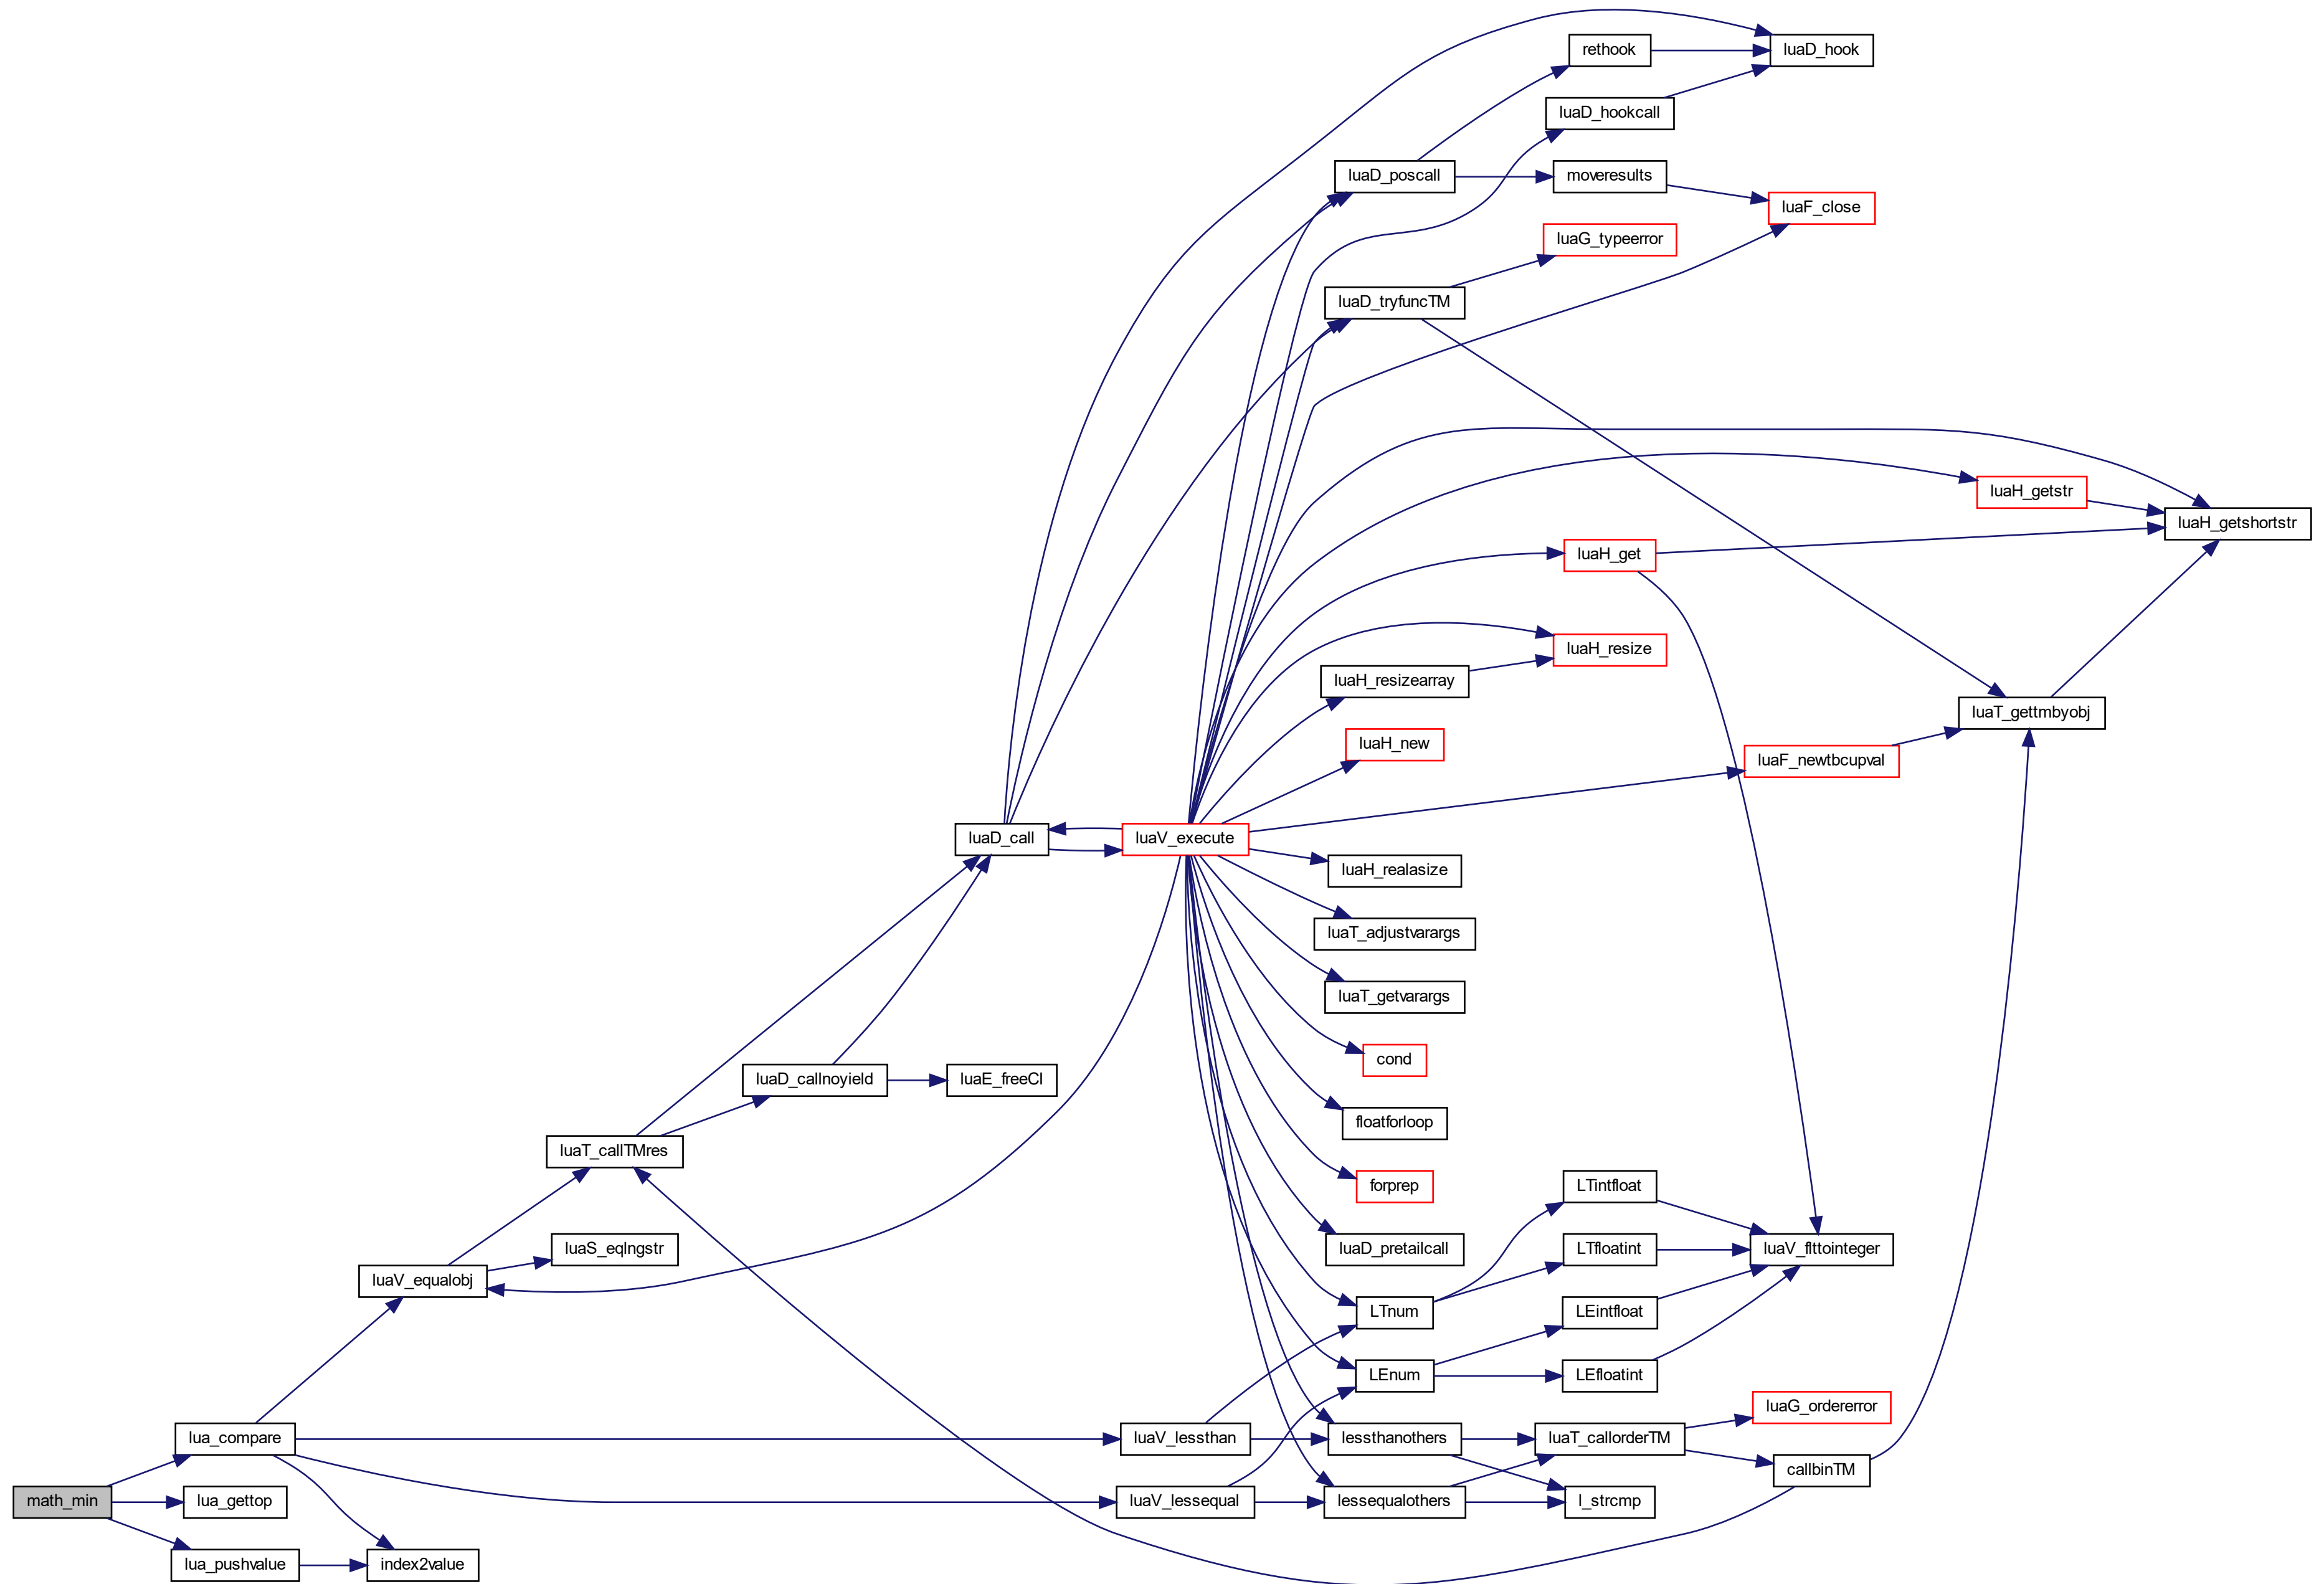 rethook
luaD_hook
luaD_hookcall
luaD_poscall
moveresults
luaF_close
luaG_typeerror
luaD_tryfuncTM
luaH_getstr
luaH_getshortstr
luaH_get
luaH_resize
luaH_resizearray
luaT_gettmbyobj
luaH_new
luaF_newtbcupval
luaD_call
luaV_execute
luaH_realasize
luaT_adjustvarargs
luaT_getvarargs
cond
luaD_callnoyield
luaE_freeCI
floatforloop
luaT_callTMres
forprep
LTintfloat
luaS_eqlngstr
luaD_pretailcall
LTfloatint
luaV_flttointeger
luaV_equalobj
LTnum
LEintfloat
LEnum
LEfloatint
luaG_ordererror
lua_compare
luaV_lessthan
lessthanothers
luaT_callorderTM
callbinTM
math_min
lua_gettop
luaV_lessequal
lessequalothers
l_strcmp
lua_pushvalue
index2value